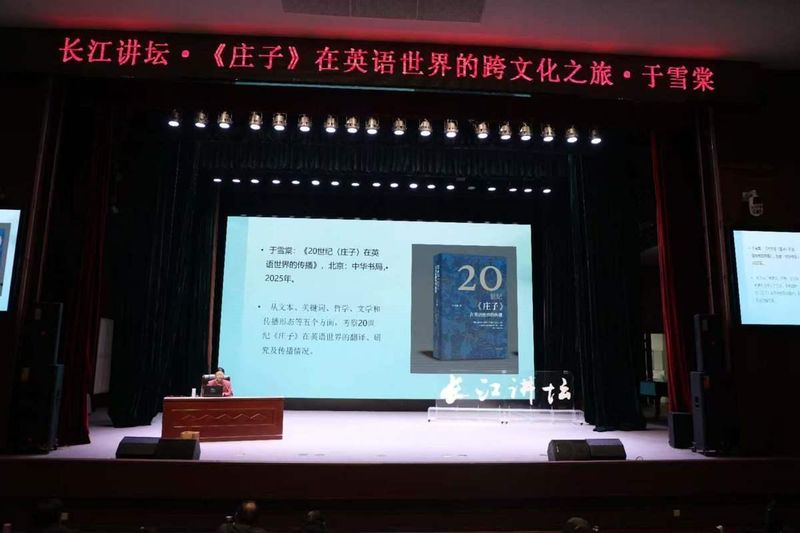 长江讲坛·《庄子》在英语世界的跨文化之旅·于雪棠
• 于雪棠：《20世纪〈庄子〉在英
语世界的传播》，北京：中华书局，
2025年。
• 从文本、关键词、哲学、文学和
传播形态等五个方面，考察20世
纪《庄子》在英语世界的翻译、研
究及传播情况。
20
世纪
《庄子》
在英语世界的传播
长江讲坛